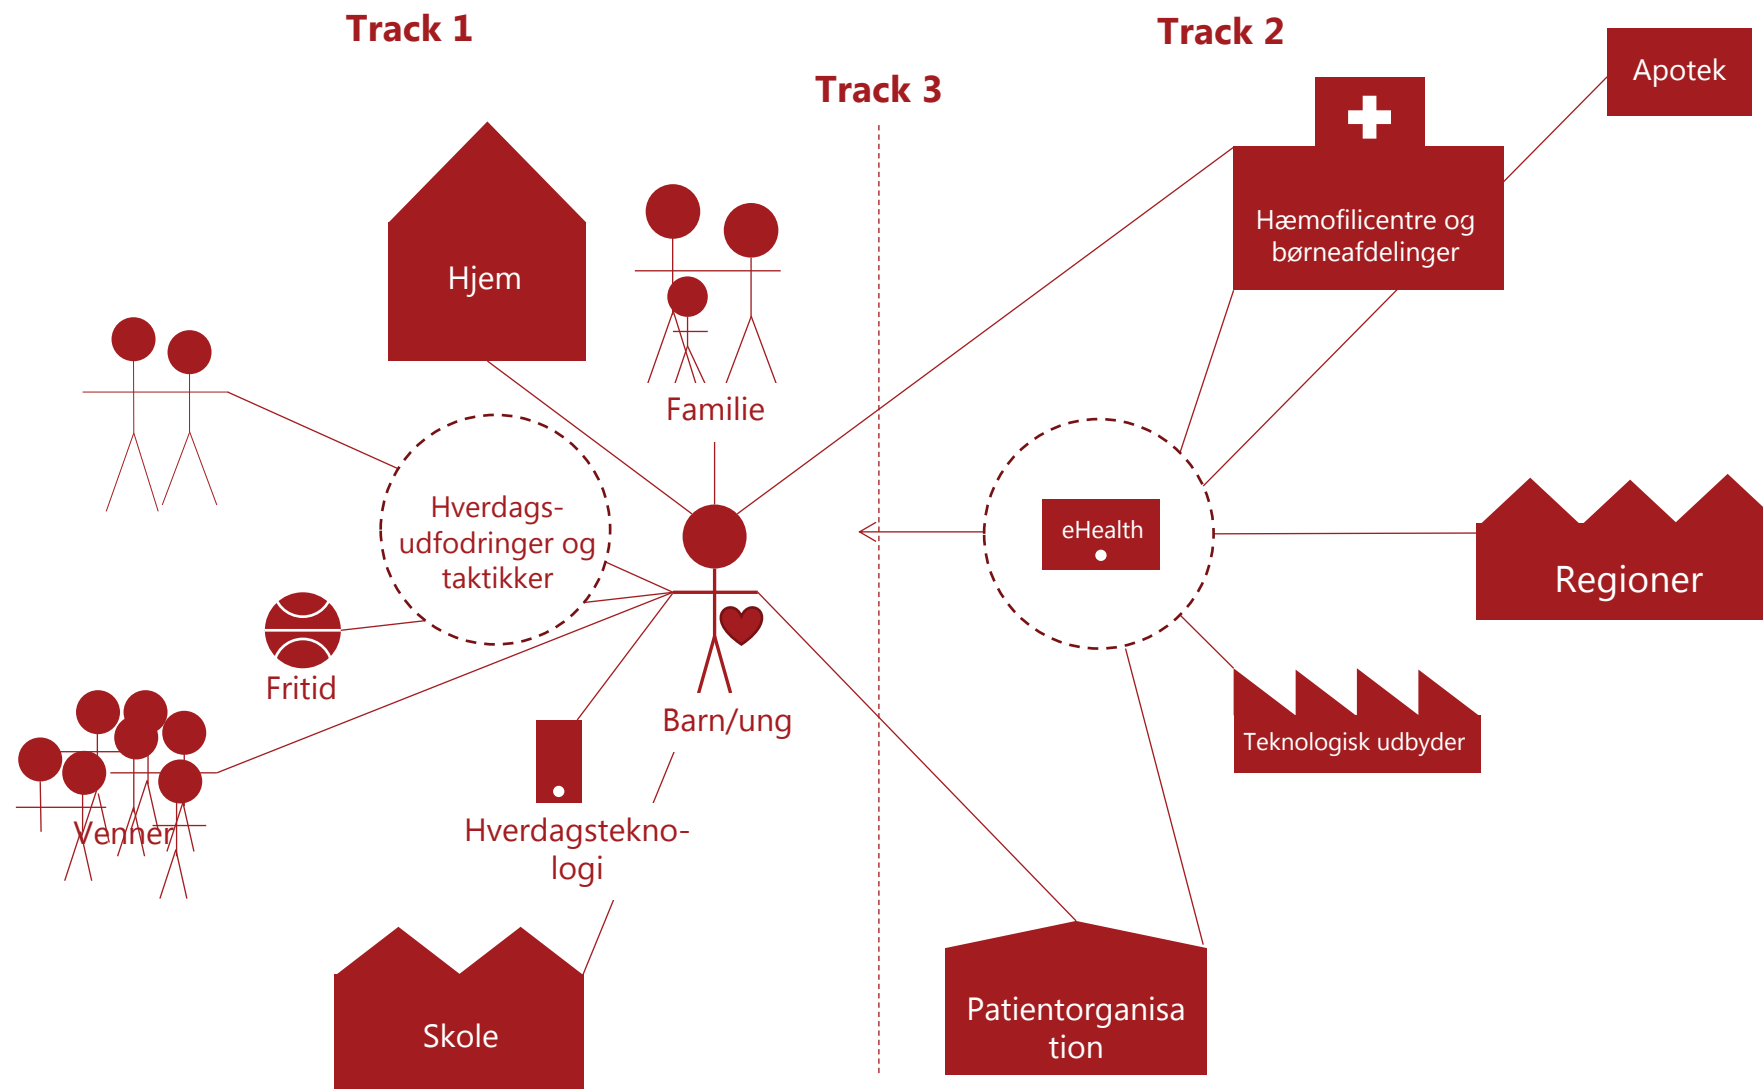 Track 1
Track 2
Track 3
Apotek
Hæmofilicentre og
børneafdelinger
Hjem
Familie
Hverdags-
udfodringer og
taktikker
eHealth
Regioner
Fritid
Barn/ung
Teknologisk udbyder
Venner
Hverdagstekno-
logi
Skole
Patientorganisa
tion